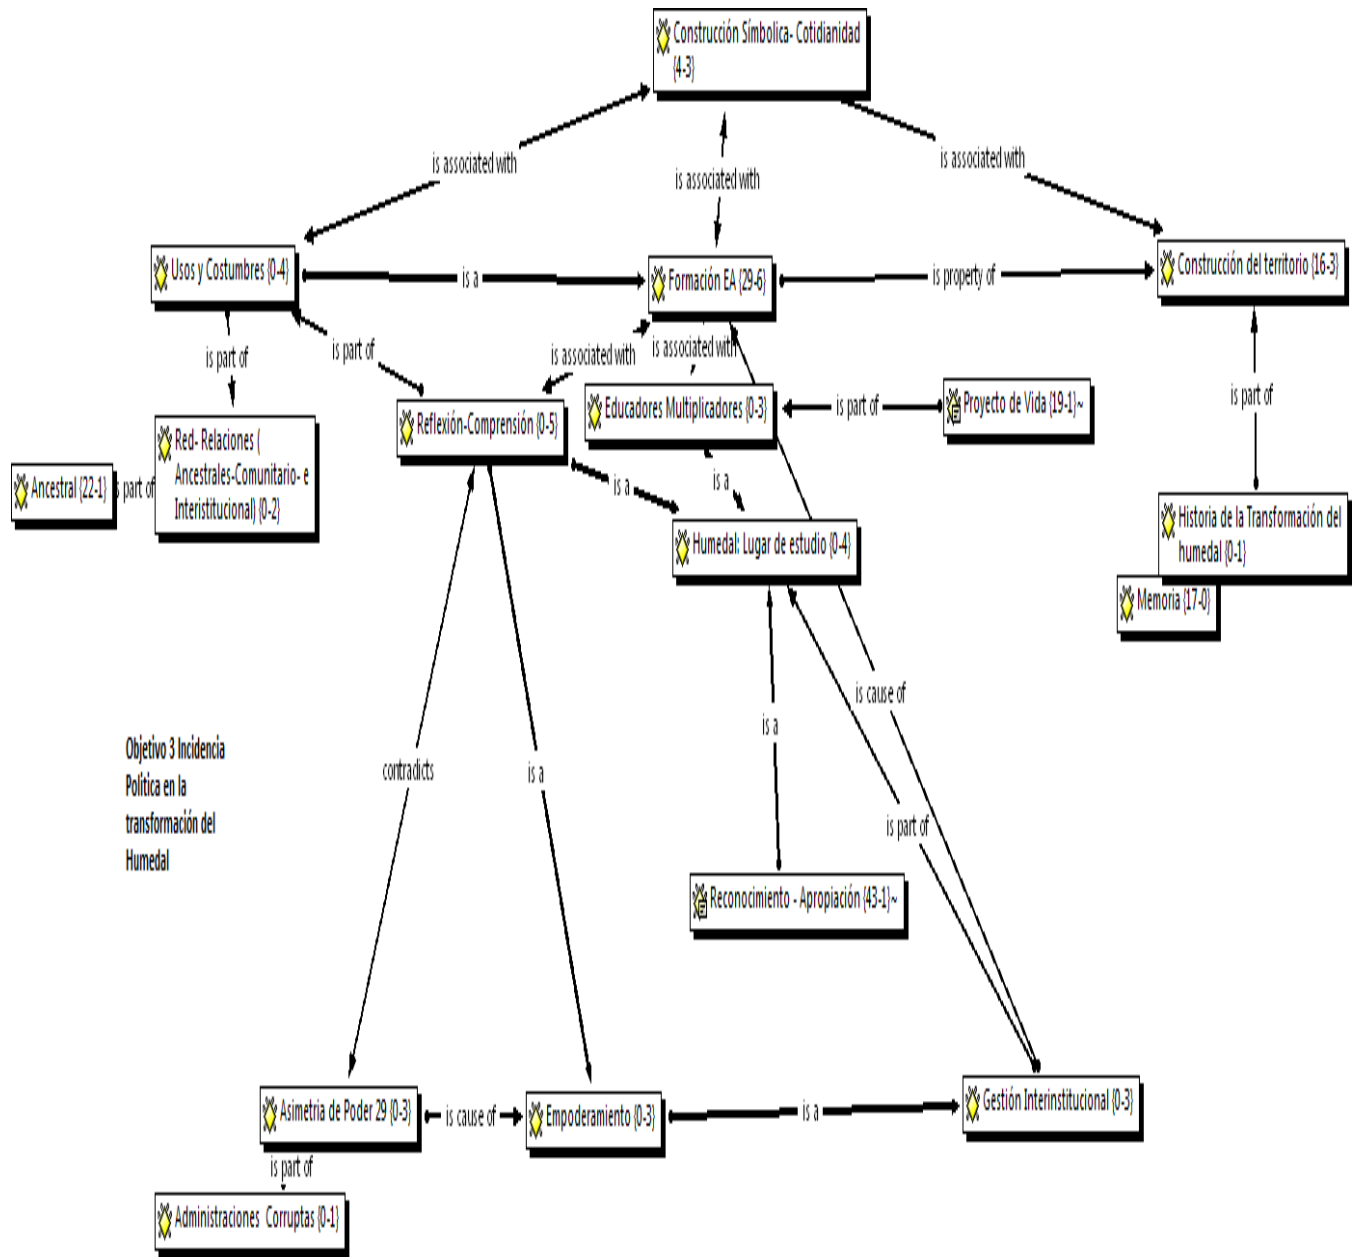 Construcción Símbolica- Cotidianidad
{4-3}
is associated with
is associated with
is associated with
Usos y Costumbres {0-4}
is a
Formación EA {29-6}
is property of
Construcción del territorio {16-3}
is part of
is part of
is associated with
is associated with
Reflexión-Comprensión {0-5}
Educadores Multiplicadores {0-3}
is part of
Proyecto de Vida {19-1}~
is part of
Ancestral {22-1}
is part of
Red- Relaciones (
Ancestrales-Comunitario- e
Interistitucional) {0-2}
is a
is a
Humedal: Lugar de estudio {0-4}
Historia de la Transformación del
humedal {0-1}
Memoria {17-0}
is cause of
is a
is part of
contradicts
is a
Objetivo 3 Incidencia
Politica en la
transformación del
Humedal
Reconocimiento - Apropiación {43-1}~
Asimetria de Poder 29 {0-3}
is cause of
Empoderamiento {0-3}
is a
Gestión Interinstitucional {0-3}
is part of
Administraciones  Corruptas {0-1}